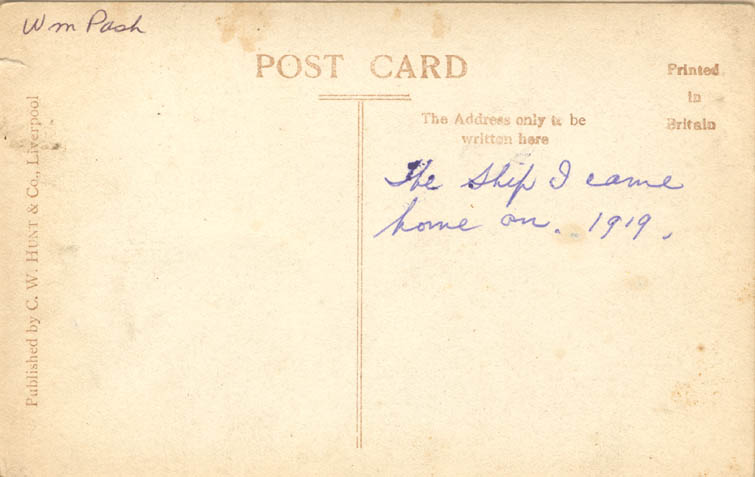 Wm Pash
POST CARD
Printed
in
Britain
The Address only to be
written here
The ship I came
home on. 1919.
Published by C. W. HUNT & Co., Liverpool